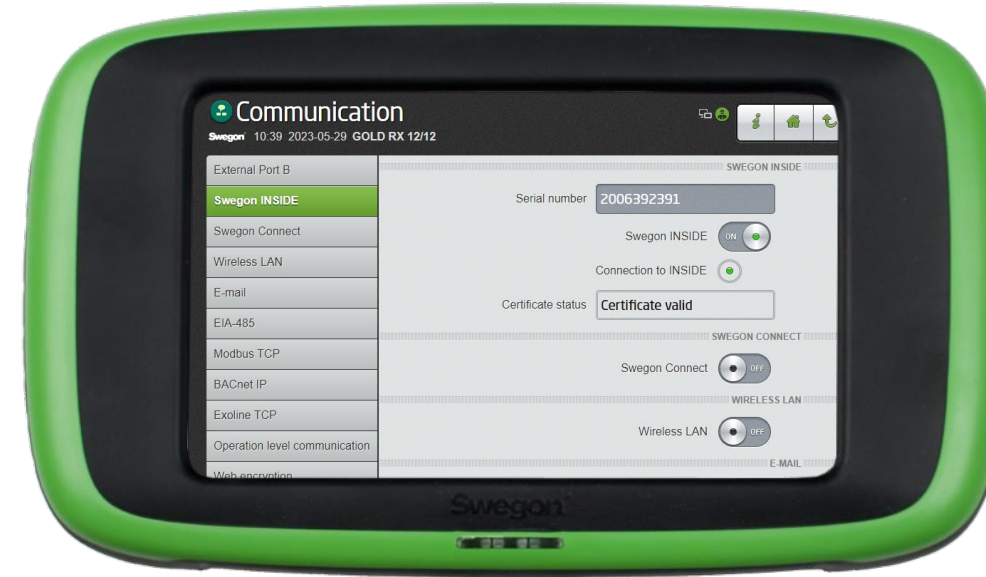 Communication
Swegon 10:39 2023-05-29 GOLD RX 12/12
External Port B
Swegon INSIDE
Swegon Connect
Wireless LAN
E-mail
EIA-485
Modbus TCP
BACnet IP
Exoline TCP
Operation level communication
Web encryption
SWEGON INSIDE
Serial number 2006392391
Swegon INSIDE ON
Connection to INSIDE
Certificate status Certificate valid
SWEGON CONNECT
Swegon Connect OFF
WIRELESS LAN
Wireless LAN OFF
E-MAIL
Swegon